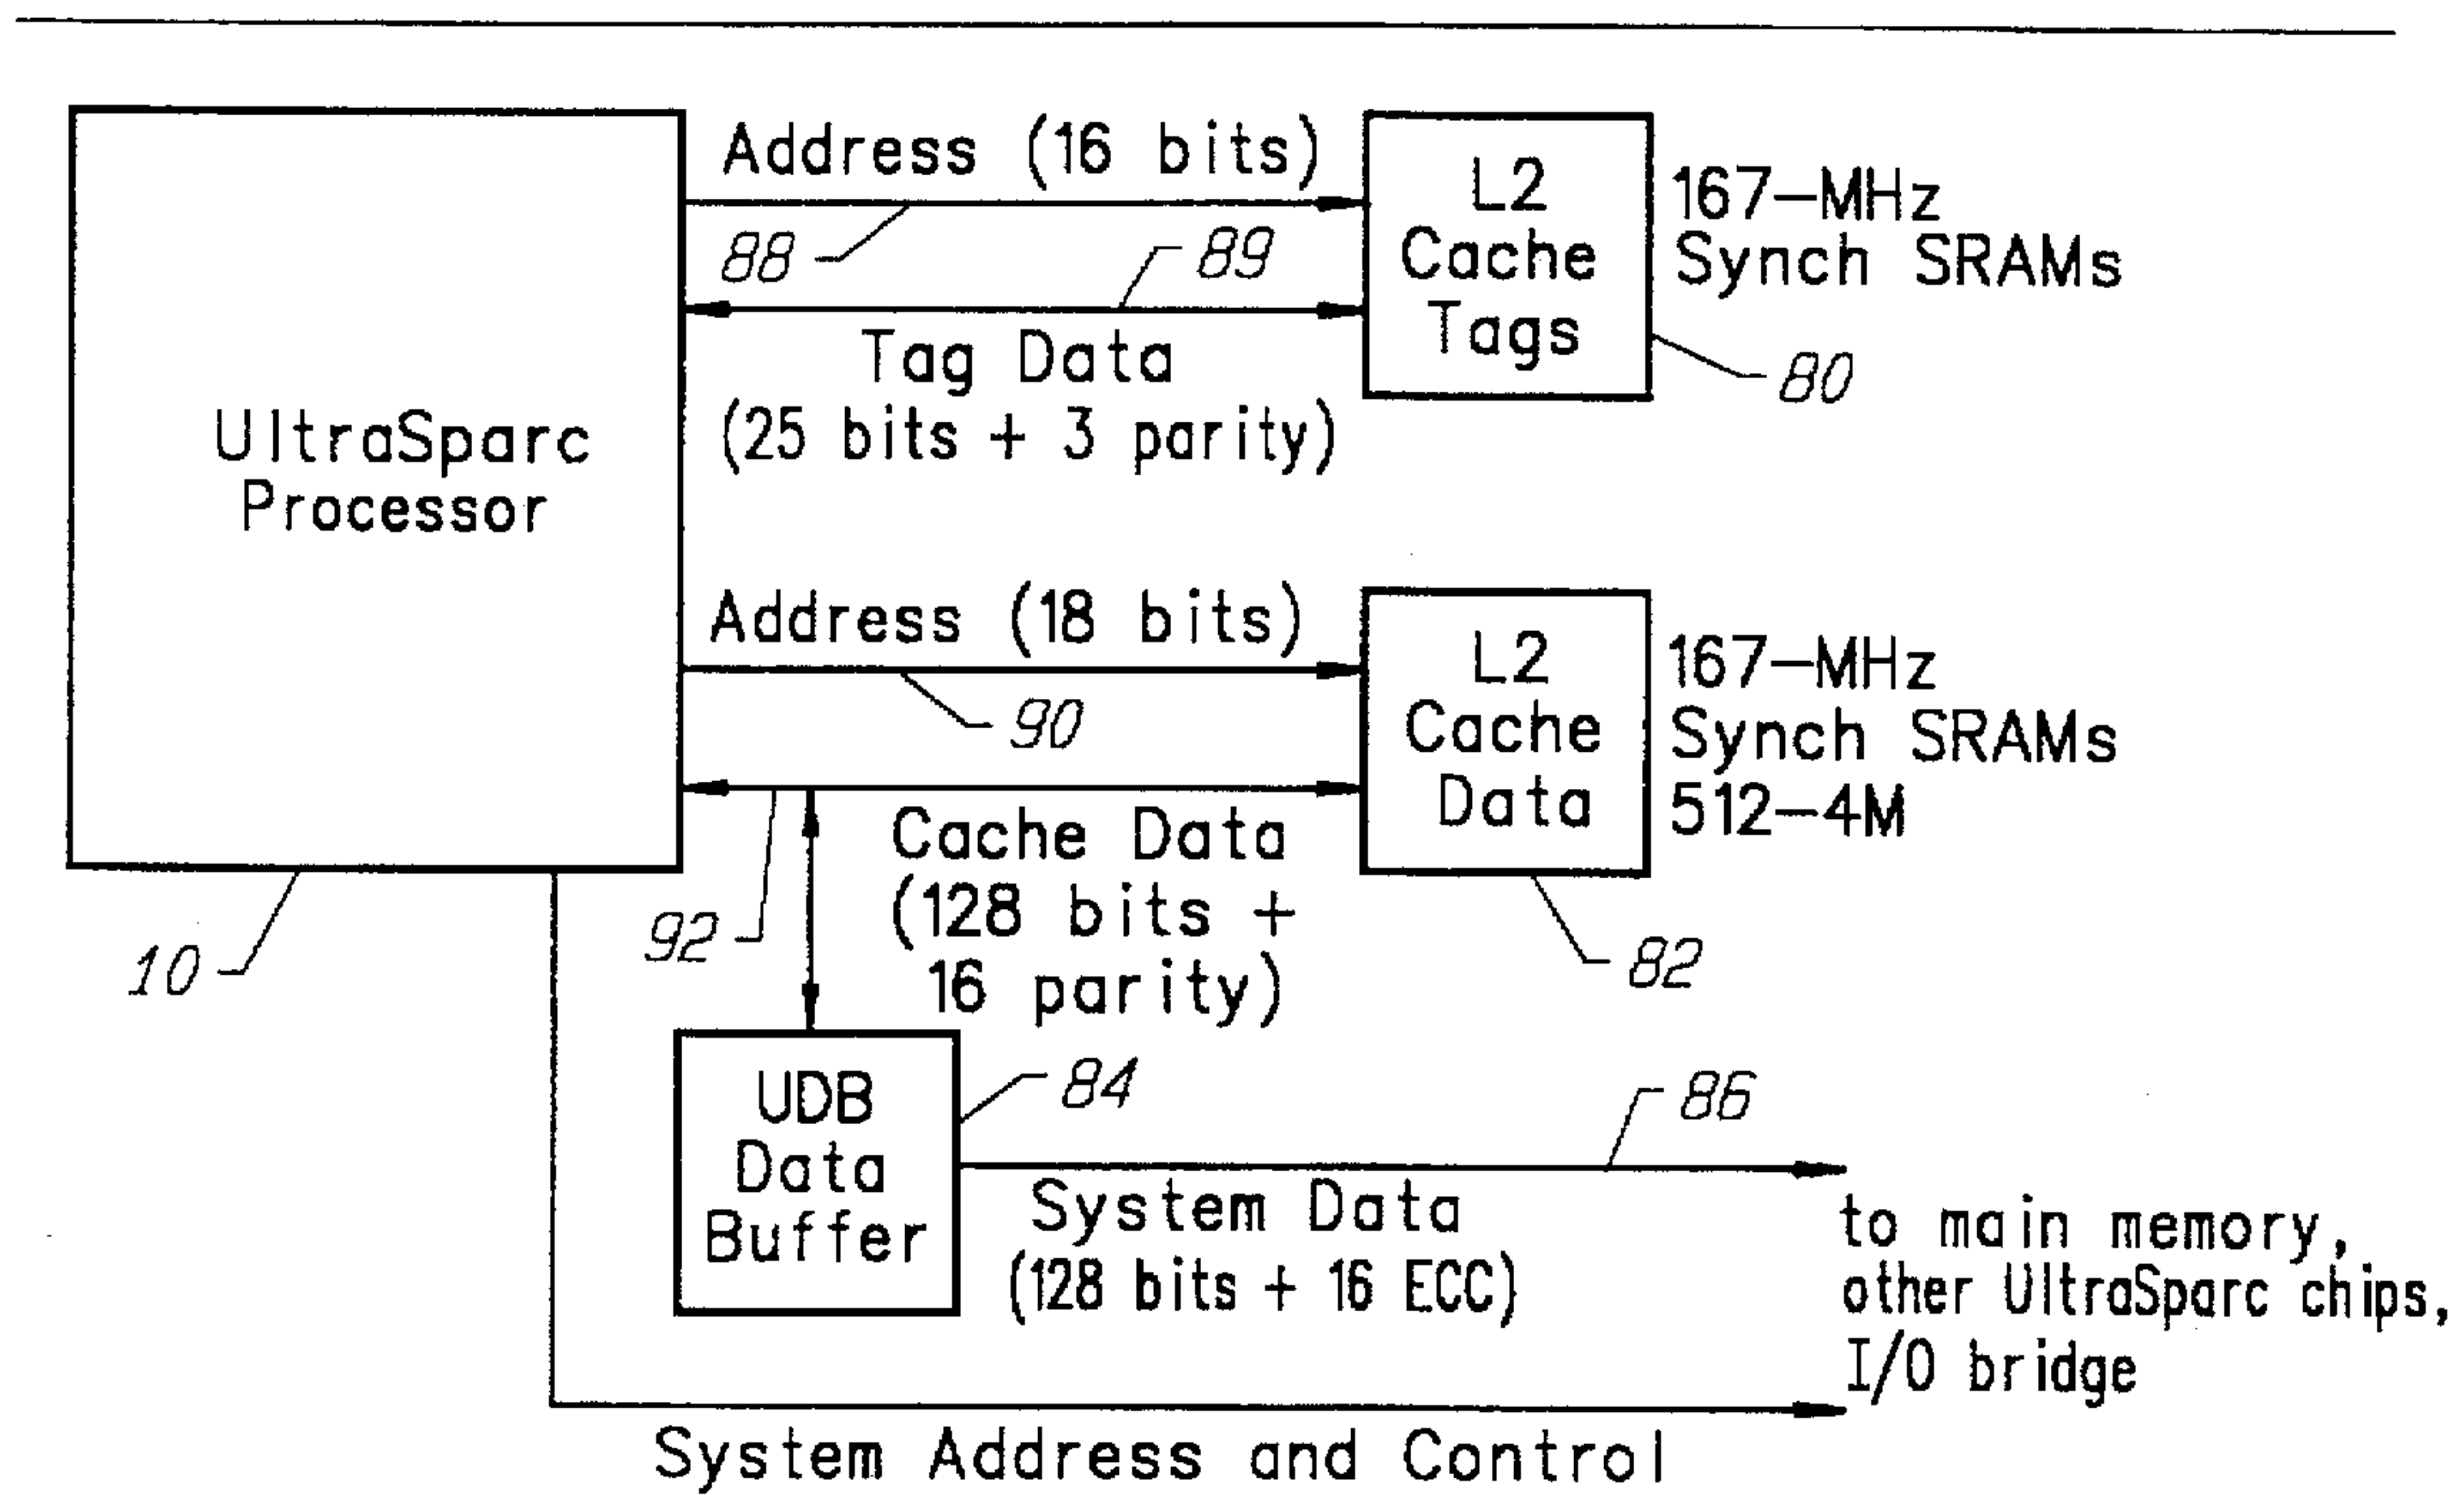 Address (16 bits)
88
89
Tag Data
(25 bits + 3 parity)
L2
Cache
Tags
167-MHz
Synch SRAMs
80
UltraSparc
Processor
10
Address (18 bits)
90
L2
Cache
Data
167-MHz
Synch SRAMs
512-4M
82
92
Cache Data
(128 bits +
16 parity)
UDB
Data
Buffer
84
86
System Data
(128 bits + 16 ECC)
to main memory,
other UltraSparc chips,
I/O bridge
System Address and Control